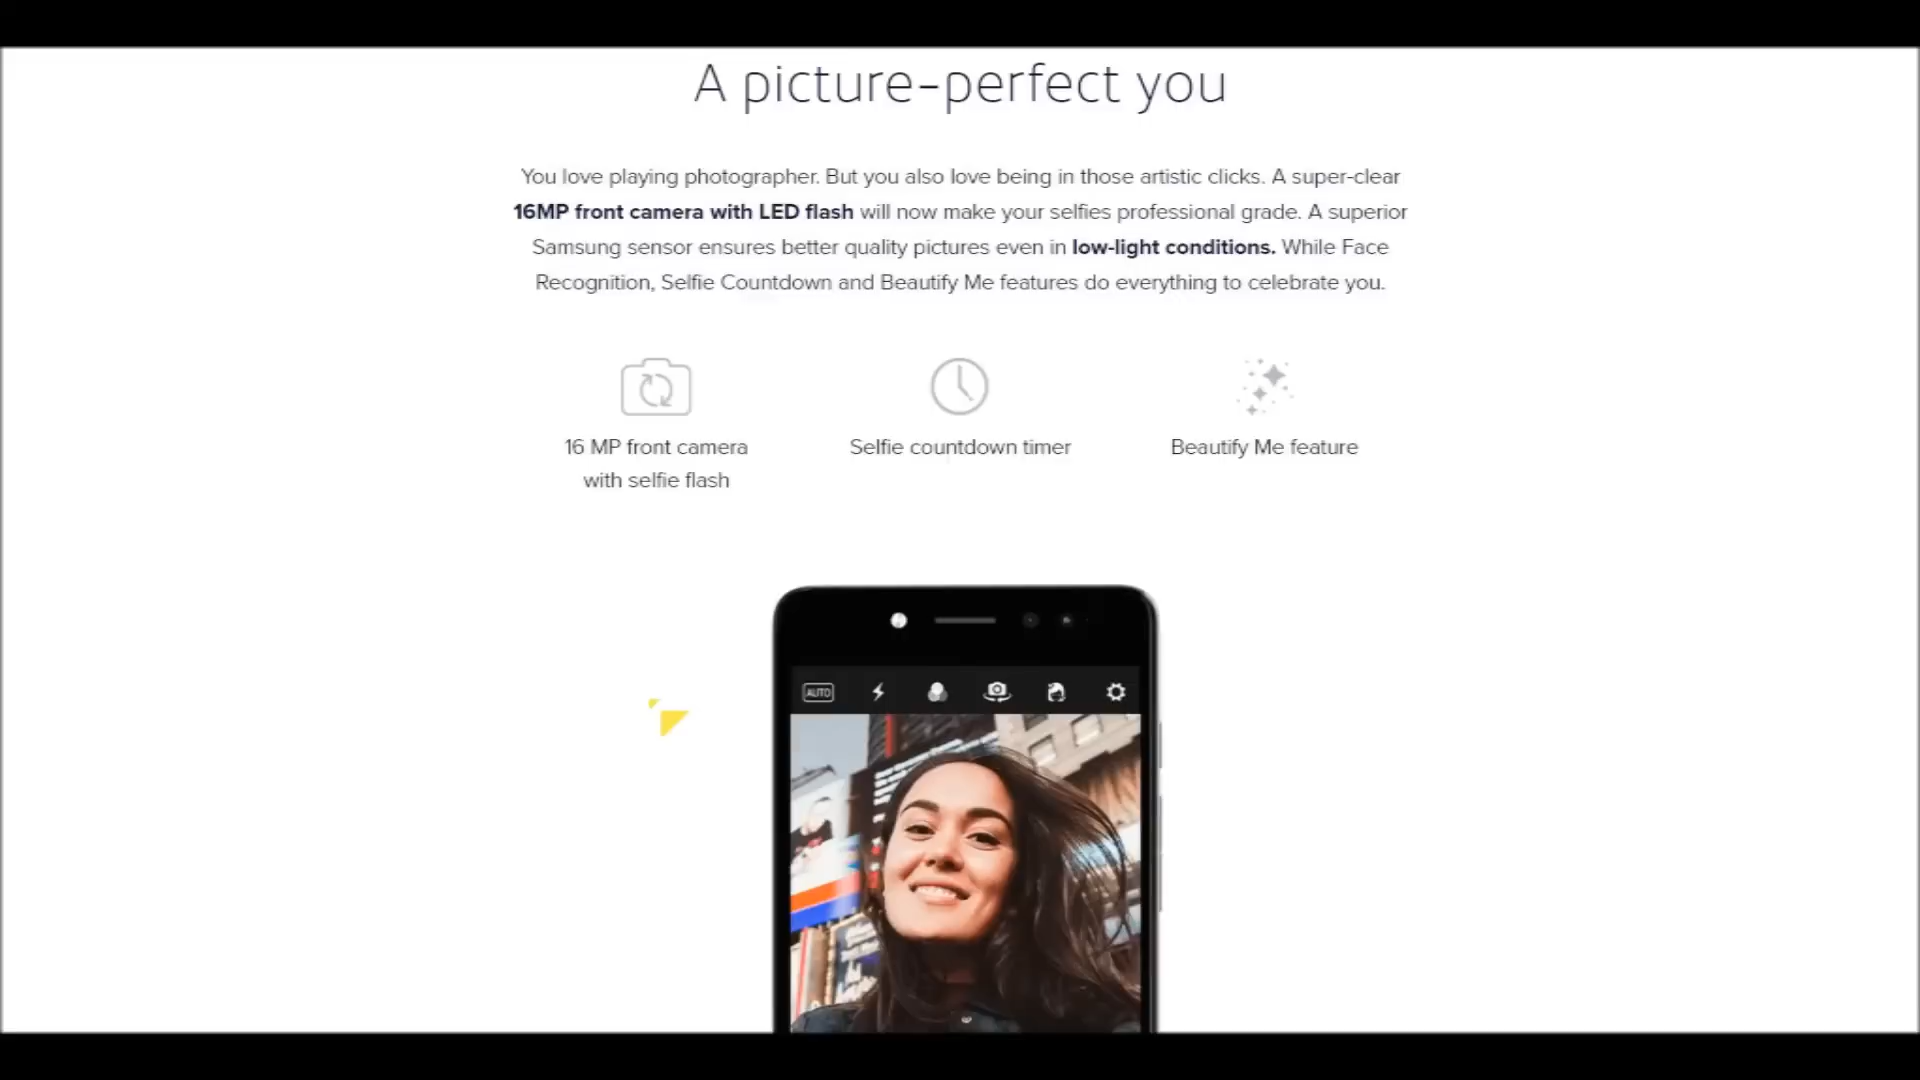 A picture-perfect you
You love playing photographer. But you also love being in those artistic clicks. A super-clear
16MP front camera with LED flash will now make your selfies professional grade. A superior
Samsung sensor ensures better quality pictures even in low-light conditions. While Face
Recognition, Selfie Countdown and Beautify Me features do everything to celebrate you.
16 MP front camera
with selfie flash
Selfie countdown timer
Beautify Me feature
AUTO